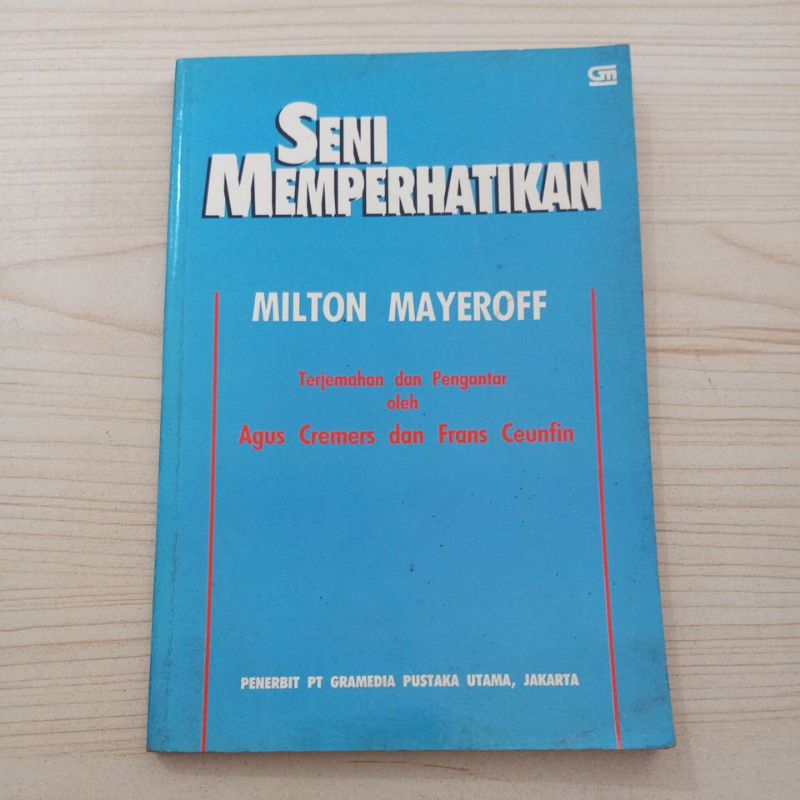 GM
SENI
MEMPERHATIKAN
MILTON MAYEROFF
Terjemahan dan Pengantar
oleh
Agus Cremers dan Frans Ceunfin
PENERBIT PT GRAMEDIA PUSTAKA UTAMA, JAKARTA